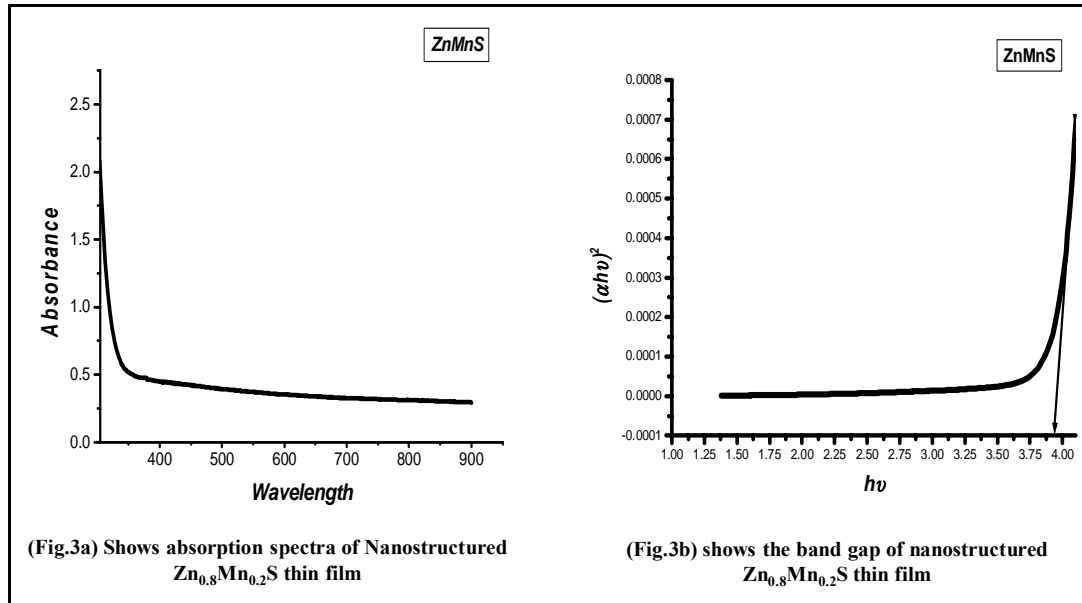 ZnMnS
2.5
2.0
1.5
1.0
0.5
0.0
Absorbance
400 500 600 700 800 900
Wavelength
(Fig.3a) Shows absorption spectra of Nanostructured
Zn0.8Mn0.2S thin film
ZnMnS
0.0008
0.0007
0.0006
0.0005
0.0004
0.0003
0.0002
0.0001
0.0000
-0.0001
(αhυ)²
1.00 1.25 1.50 1.75 2.00 2.25 2.50 2.75 3.00 3.25 3.50 3.75 4.00
hυ
(Fig.3b) shows the band gap of nanostructured
Zn0.8Mn0.2S thin film